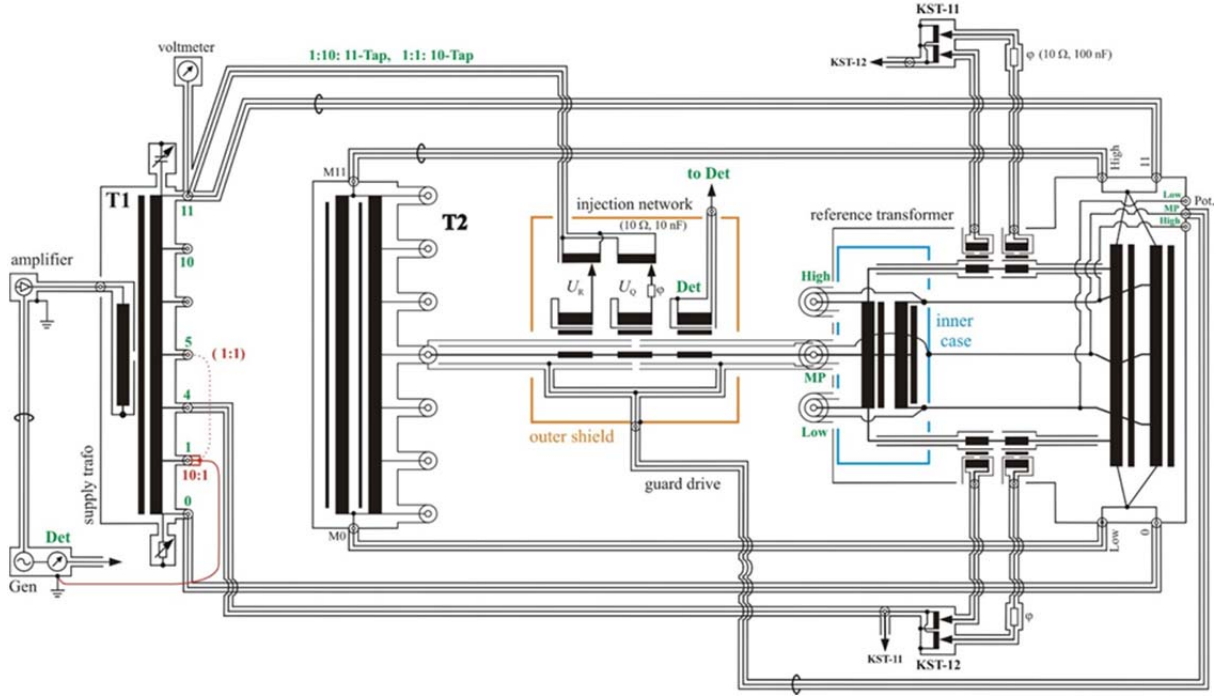 KST-11
voltmeter
1:10: 11-Tap, 1:1: 10-Tap
KST-12
φ (10 Ω, 100 nF)
High
11
M11
to Det
T1
T2
injection network
(10 Ω, 10 nF)
reference transformer
Low
MP
High
Pot.
11
amplifier
10
U_R
U_Q
φ
Det
High
inner
case
5
(1:1)
MP
4
outer shield
Low
1
10:1
supply trafo
guard drive
0
Det
M0
Low
0
Gen
φ
KST-11
KST-12